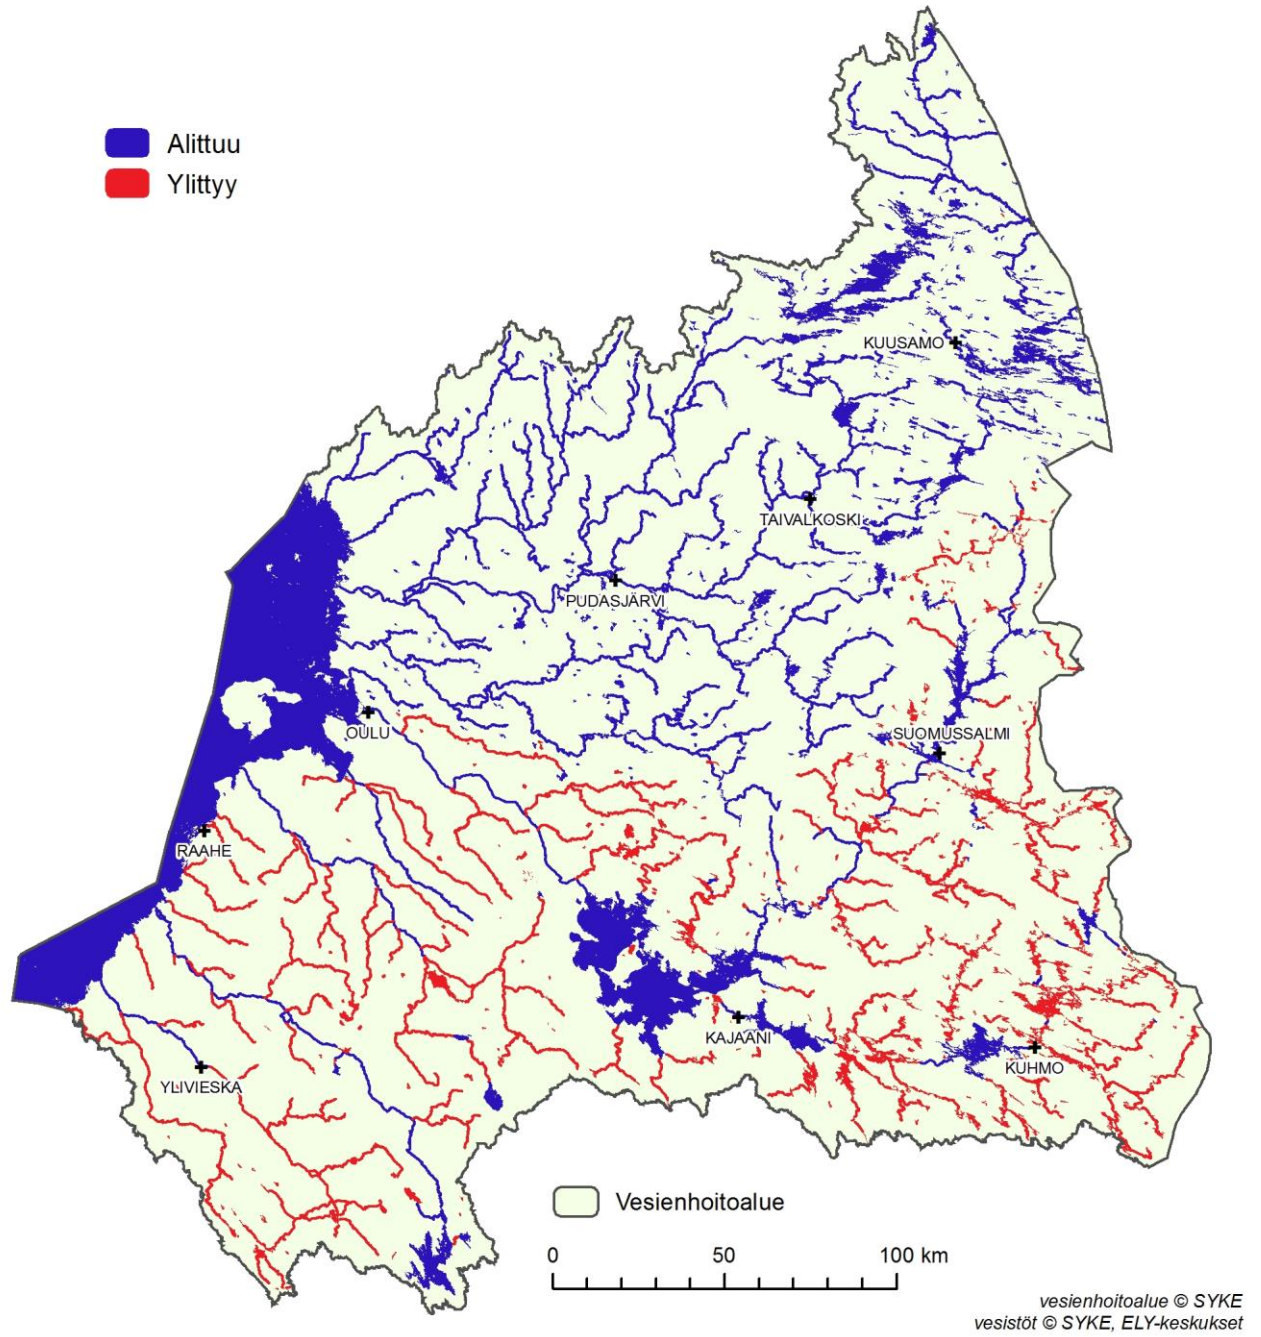 Alittuu
Ylittyy
KUUSAMO
TAIVALKOSKI
PUDASJÄRVI
OULU
SUOMUSSALMI
RAAHE
KAJAANI
KUHMO
YLIVIESKA
Vesienhoitoalue
0 50 100 km
vesienhoitoalue © SYKE
vesistöt © SYKE, ELY-keskukset